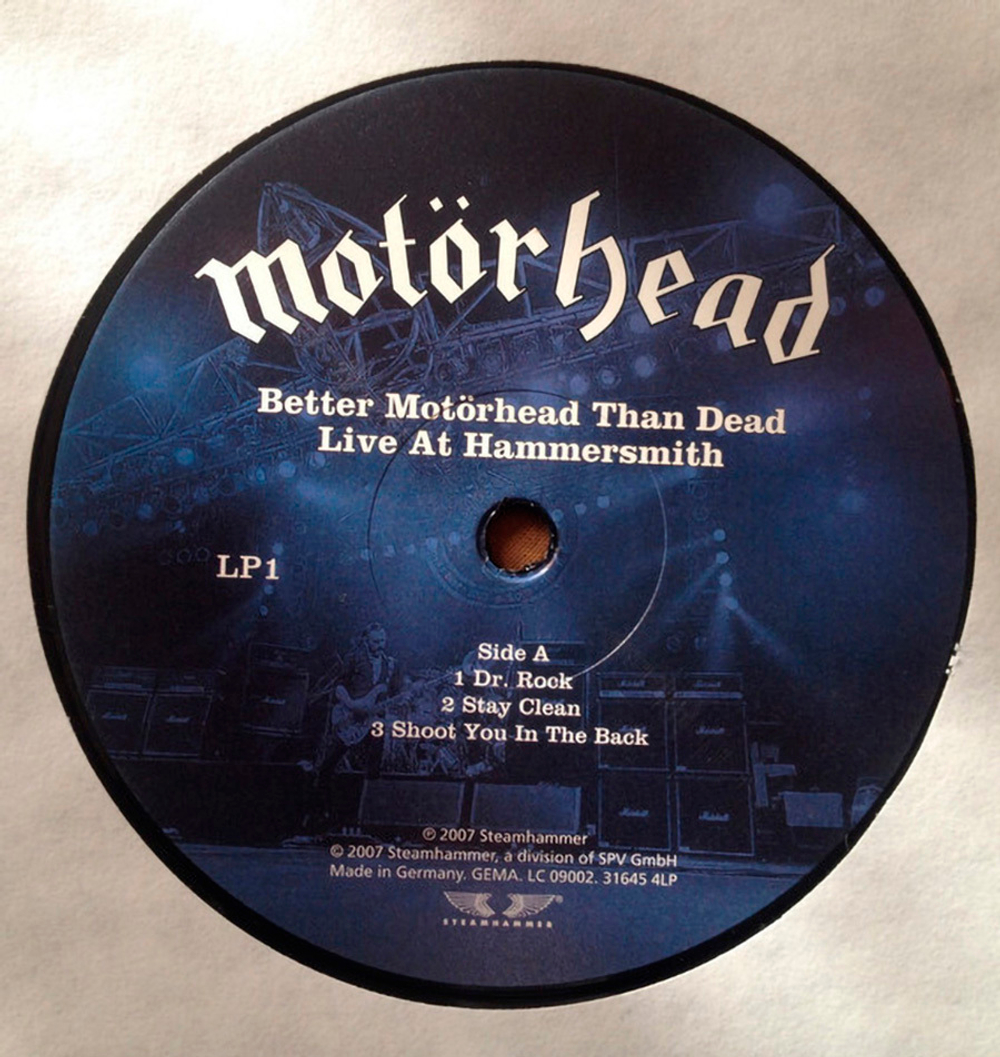 motörhead
Better Motörhead Than Dead
Live At Hammersmith
LP1
Side A
1 Dr. Rock
2 Stay Clean
3 Shoot You In The Back
℗ 2007 Steamhammer
© 2007 Steamhammer, a division of SPV GmbH
Made in Germany. GEMA. LC 09002. 31645 4LP
STEAMHAMMER®